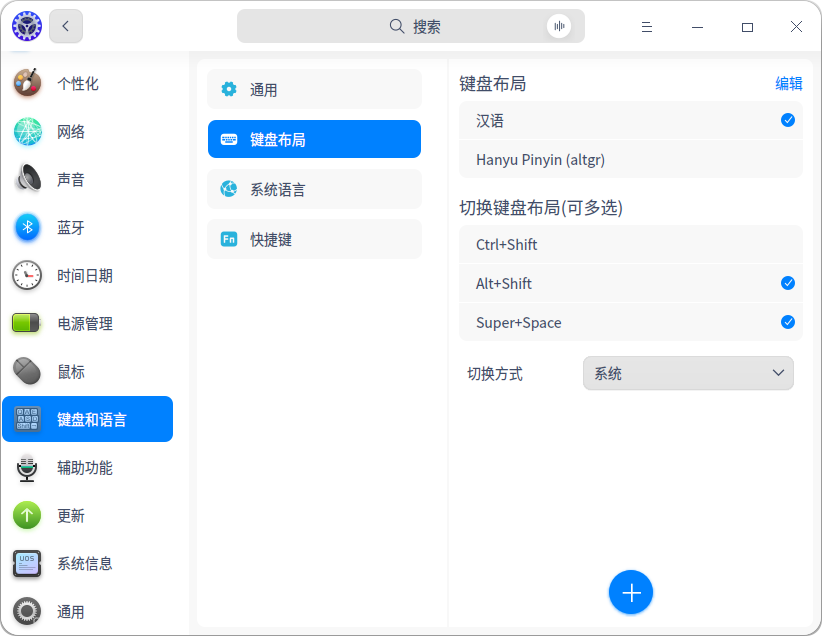 搜索
个性化
网络
声音
蓝牙
时间日期
电源管理
鼠标
键盘和语言
辅助功能
更新
UOS
系统信息
通用
通用
键盘布局
系统语言
Fn
快捷键
键盘布局
编辑
汉语
Hanyu Pinyin (altgr)
切换键盘布局(可多选)
Ctrl+Shift
Alt+Shift
Super+Space
切换方式
系统